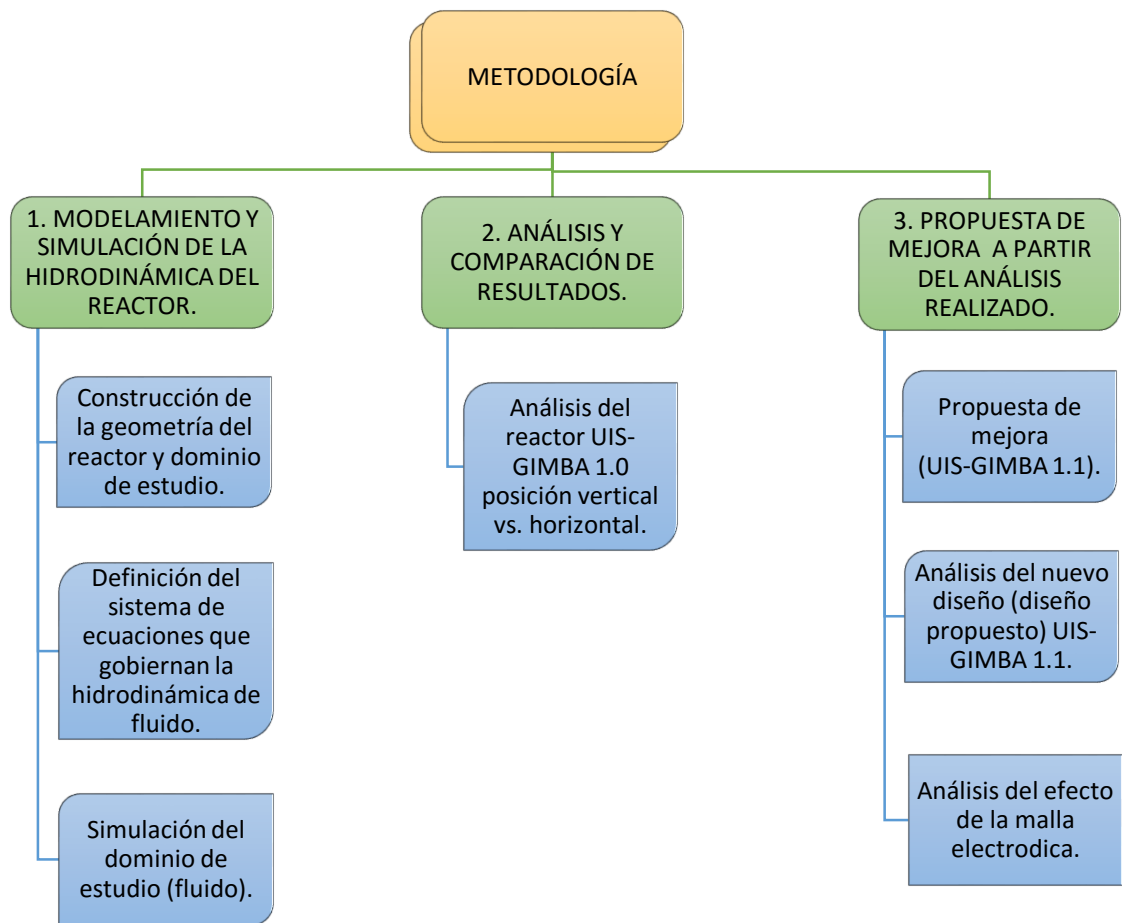 METODOLOGÍA
1. MODELAMIENTO Y
SIMULACIÓN DE LA
HIDRODINÁMICA DEL
REACTOR.
Construcción de
la geometría del
reactor y dominio
de estudio.
Definición del
sistema de
ecuaciones que
gobiernan la
hidrodinámica de
fluido.
Simulación del
dominio de
estudio (fluido).
2. ANÁLISIS Y
COMPARACIÓN DE
RESULTADOS.
Análisis del
reactor UIS-
GIMBA 1.0
posición vertical
vs. horizontal.
3. PROPUESTA DE
MEJORA A PARTIR
DEL ANÁLISIS
REALIZADO.
Propuesta de
mejora
(UIS-GIMBA 1.1).
Análisis del nuevo
diseño (diseño
propuesto) UIS-
GIMBA 1.1.
Análisis del efecto
de la malla
electrodica.